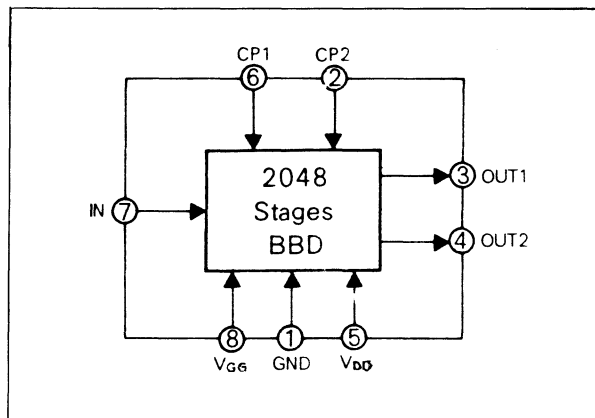 CP1 CP2
6 2
2048
Stages
BBD
3 OUT1
IN 7
4 OUT2
8 1 5
VGG GND VDD